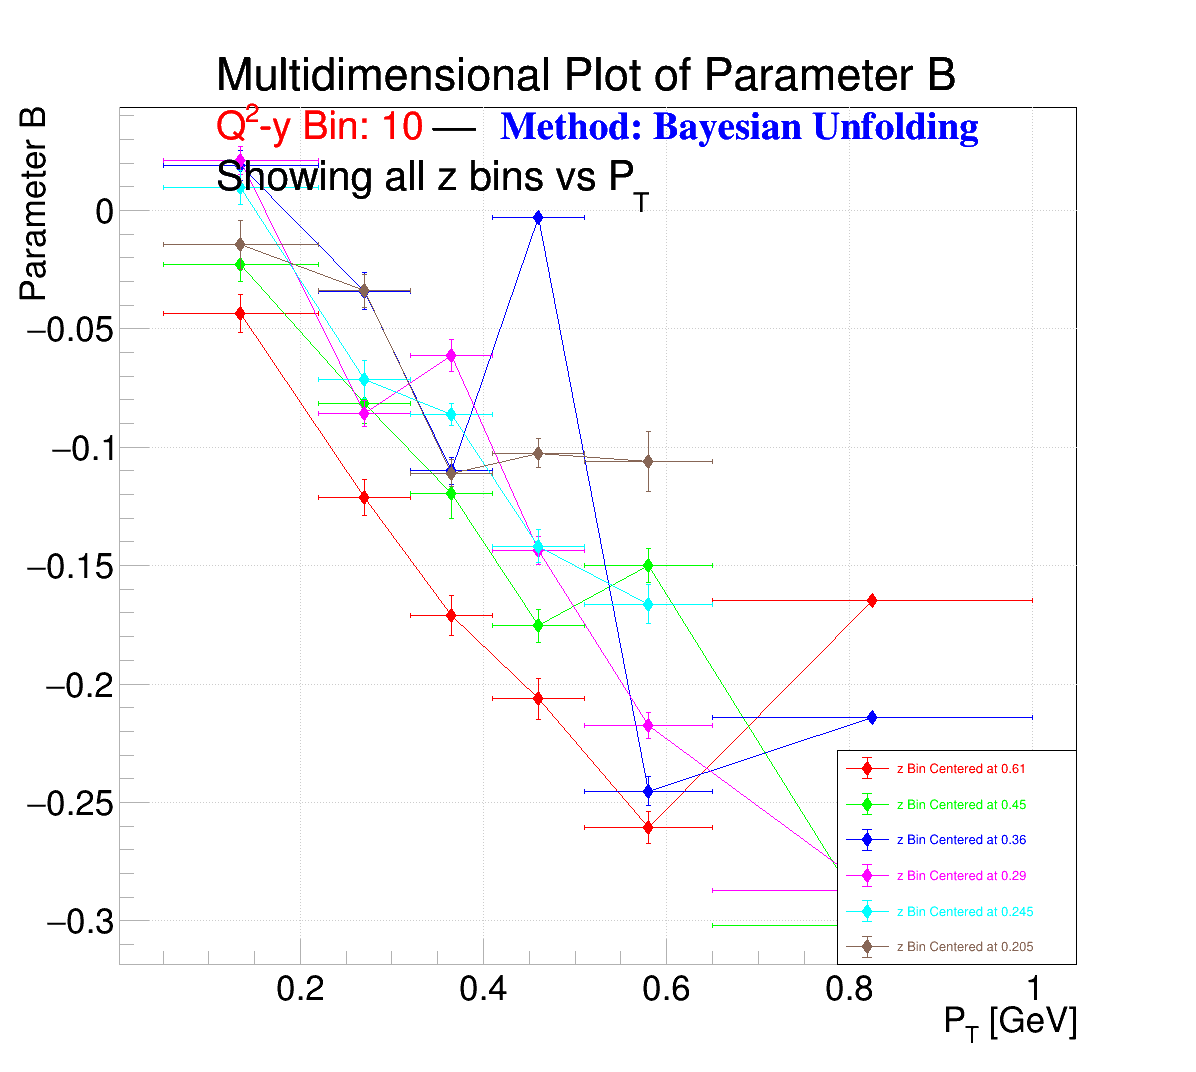 Multidimensional Plot of Parameter B
Q²-y Bin: 10 — Method: Bayesian Unfolding
Showing all z bins vs P_T
Parameter B
0
−0.05
−0.1
−0.15
−0.2
−0.25
−0.3
0.2 0.4 0.6 0.8 1
P_T [GeV]
z Bin Centered at 0.61
z Bin Centered at 0.45
z Bin Centered at 0.36
z Bin Centered at 0.29
z Bin Centered at 0.245
z Bin Centered at 0.205